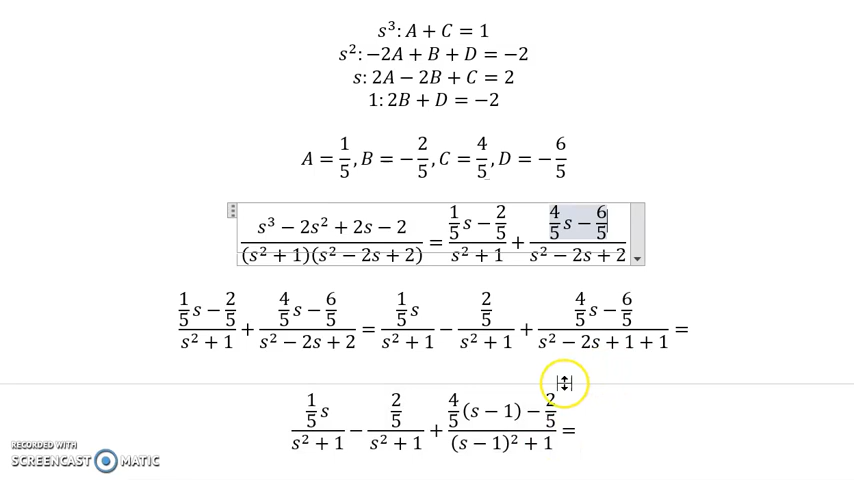 s³: A + C = 1
s²: −2A + B + D = −2
s: 2A − 2B + C = 2
1: 2B + D = −2
A = 1/5, B = −2/5, C = 4/5, D = −6/5
(s³ − 2s² + 2s − 2)/((s² + 1)(s² − 2s + 2)) = (1/5 s − 2/5)/(s² + 1) + (4/5 s − 6/5)/(s² − 2s + 2)
(1/5 s − 2/5)/(s² + 1) + (4/5 s − 6/5)/(s² − 2s + 2) = (1/5 s)/(s² + 1) − (2/5)/(s² + 1) + (4/5 s − 6/5)/(s² − 2s + 1 + 1) =
(1/5 s)/(s² + 1) − (2/5)/(s² + 1) + (4/5 (s − 1) − 2/5)/((s − 1)² + 1) =
RECORDED WITH
SCREENCAST MATIC